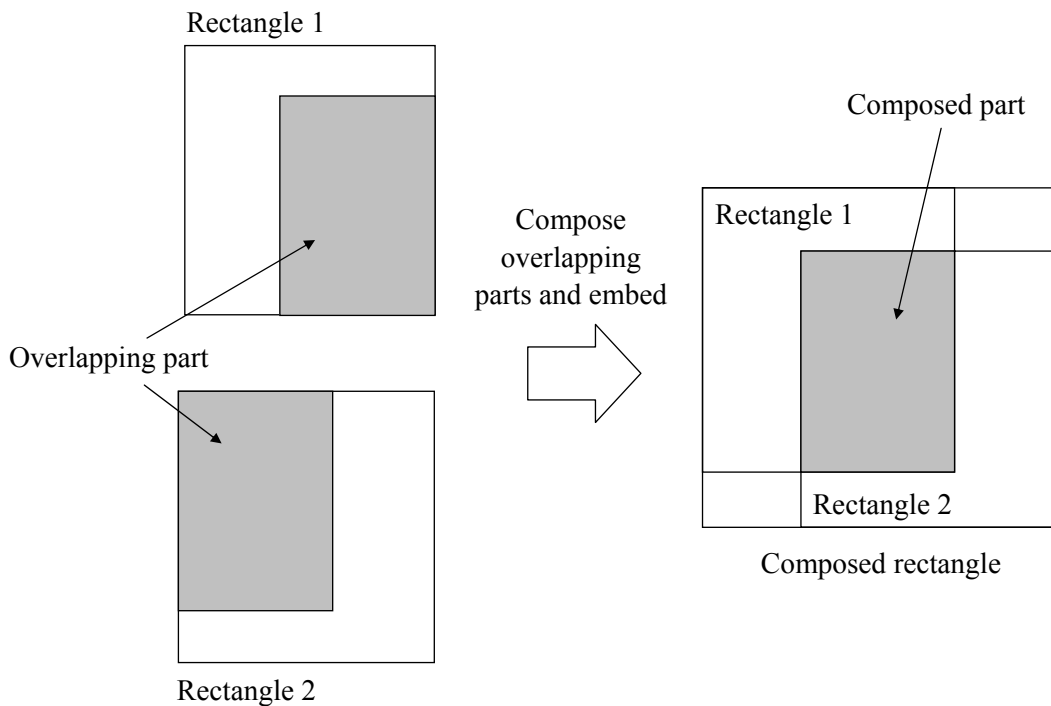 Rectangle 1
Composed part
Rectangle 1
Compose
overlapping
parts and embed
Overlapping part
Rectangle 2
Composed rectangle
Rectangle 2